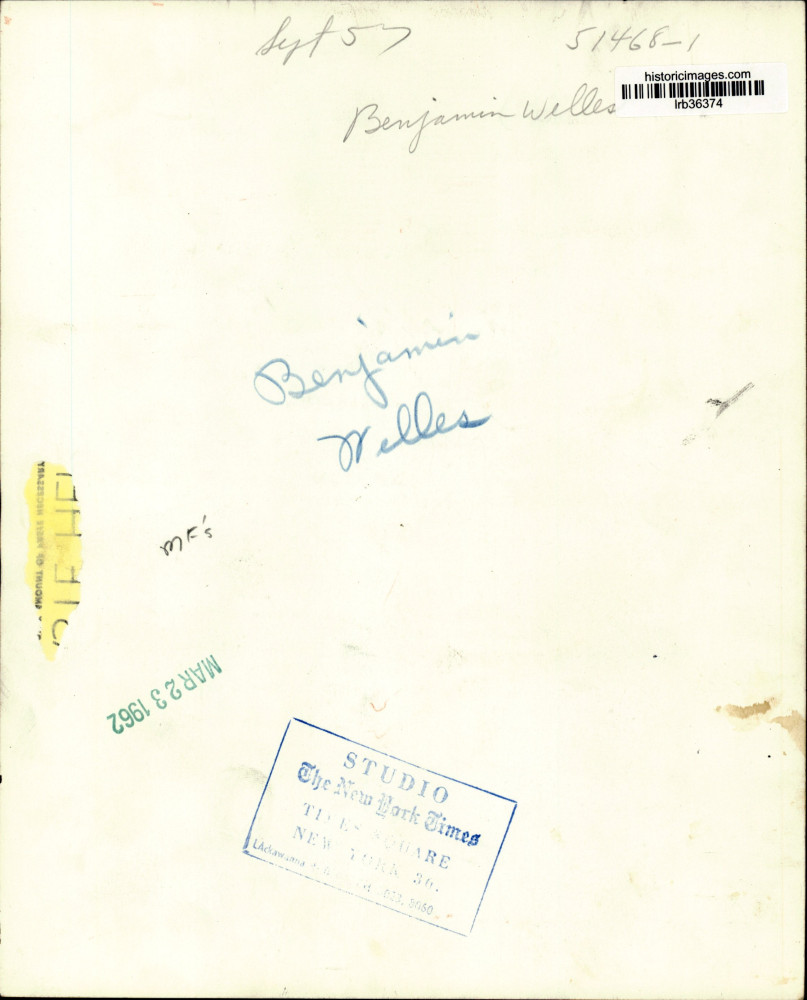 Sept 57
51468-1
historicimages.com
lrb36374
Benjamin Welles
Benjamin
Welles
MF's
MAR 23 1962
STUDIO
The New York Times
TIMES SQUARE
NEW YORK 36.
LAckawanna